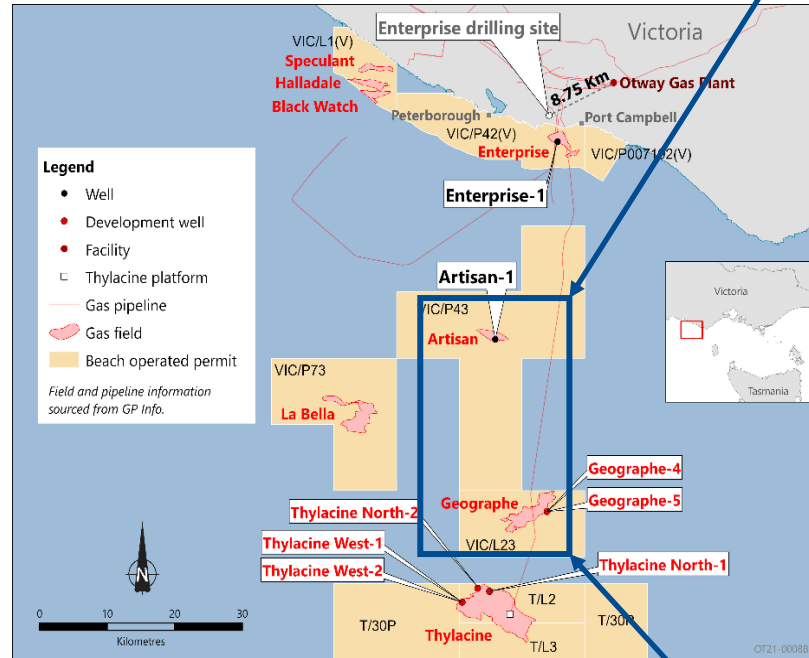 Enterprise drilling site
Victoria
VIC/L1(V)
Speculant
Halladale
Black Watch
8.75 Km
Otway Gas Plant
Peterborough
Port Campbell
VIC/P42(V)
Enterprise
VIC/P007192(V)
Enterprise-1
Legend
Well
Development well
Facility
Thylacine platform
Gas pipeline
Gas field
Beach operated permit
Field and pipeline information
sourced from GP Info.
Artisan-1
VIC/P43
Artisan
Victoria
Tasmania
VIC/P73
La Bella
Geographe-4
Geographe
Geographe-5
Thylacine North-2
VIC/L23
Thylacine West-1
Thylacine North-1
Thylacine West-2
N
T/L2
T/30P
T/30P
Thylacine
T/L3
0 10 20 30
Kilometres
OT21-0008B